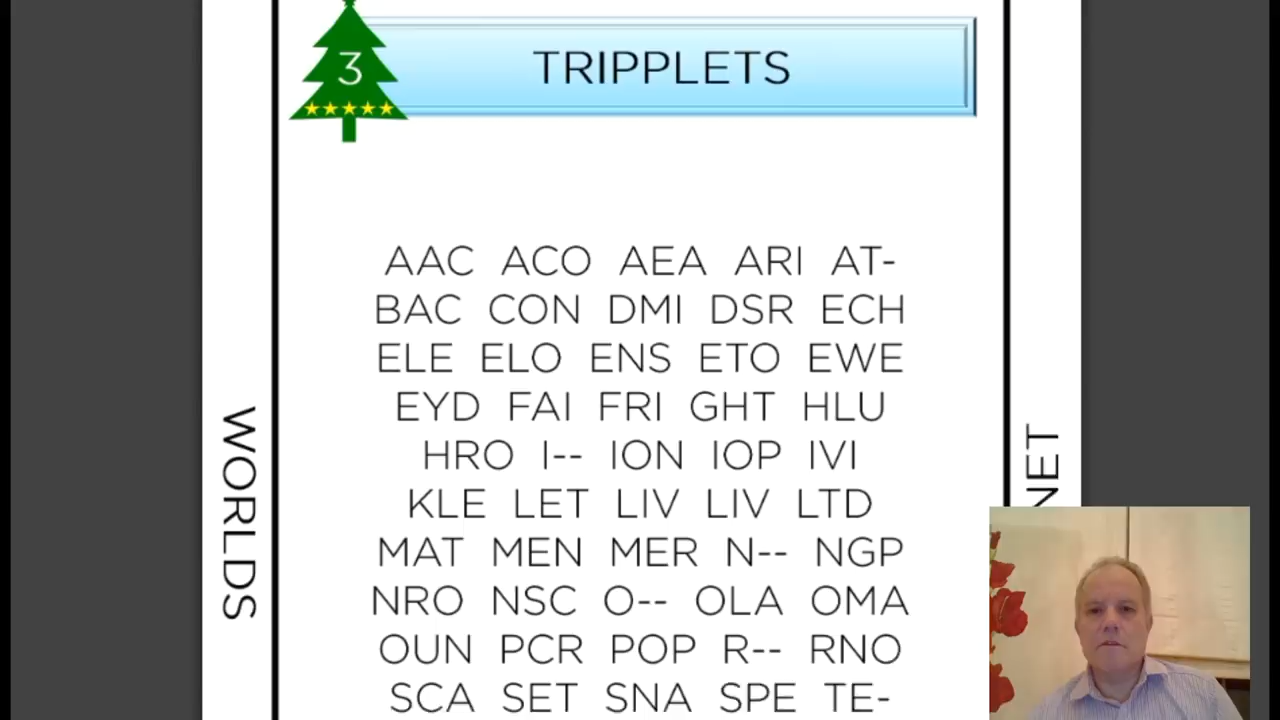 3
TRIPPLETS
AAC ACO AEA ARI AT-
BAC CON DMI DSR ECH
ELE ELO ENS ETO EWE
EYD FAI FRI GHT HLU
HRO I-- ION IOP IVI
KLE LET LIV LIV LTD
MAT MEN MER N-- NGP
NRO NSC O-- OLA OMA
OUN PCR POP R-- RNO
SCA SET SNA SPE TE-
WORLDS